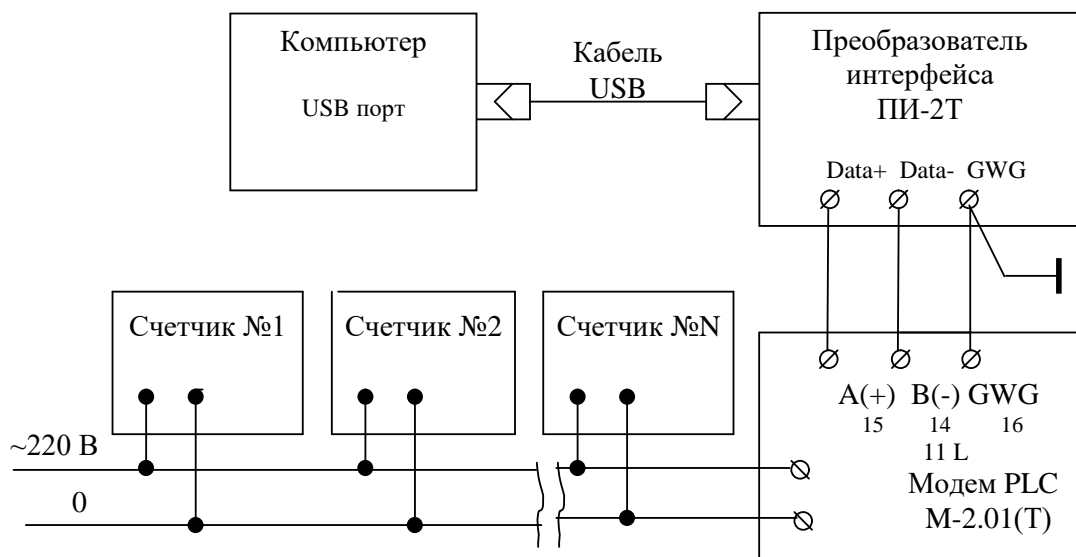 Компьютер
USB порт
Кабель
USB
Преобразователь
интерфейса
ПИ-2Т
Data+ Data- GWG
Счетчик №1
Счетчик №2
Счетчик №N
A(+) B(-) GWG
15 14 16
11 L
Модем PLC
М-2.01(Т)
~220 В
0